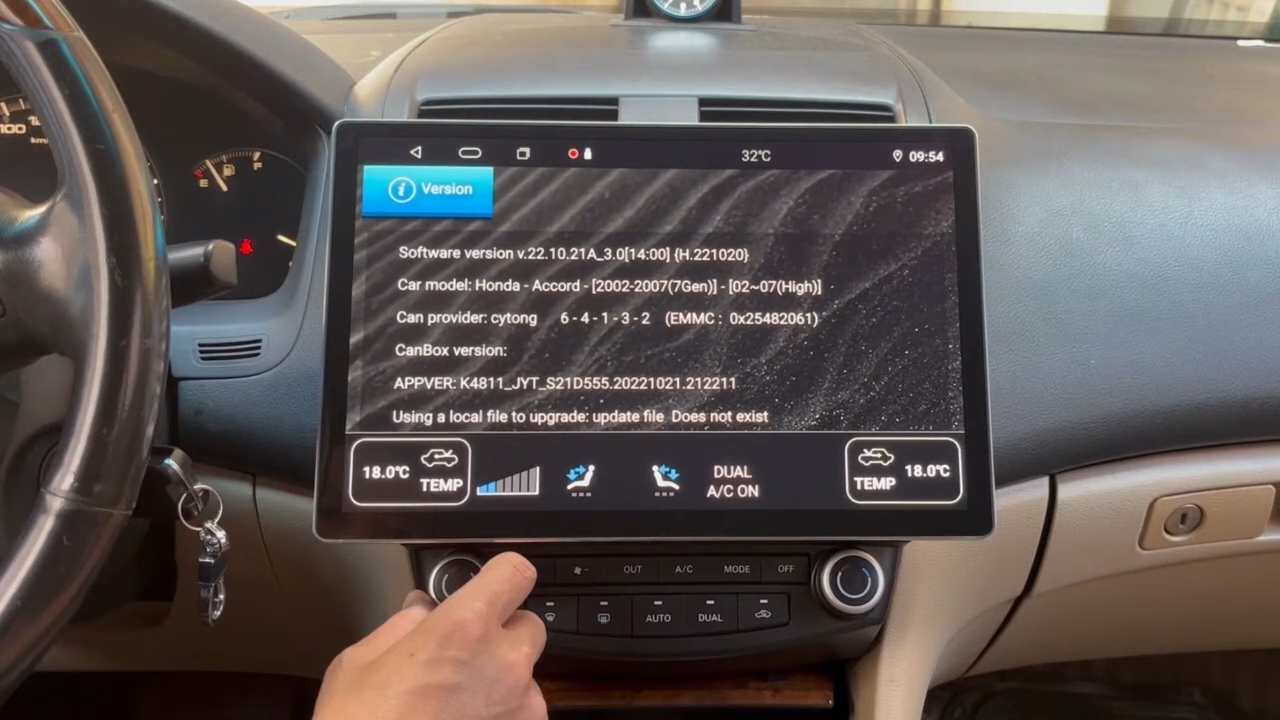 100
km/
E
F
32°C
09:54
Version
Software version v.22.10.21A_3.0[14:00] {H.221020}
Car model: Honda - Accord - [2002-2007(7Gen)] - [02~07(High)]
Can provider: cytong 6 - 4 - 1 - 3 - 2 (EMMC : 0x25482061)
CanBox version:
APPVER: K4811_JYT_S21D555.20221021.212211
Using a local file to upgrade: update file Does not exist
18.0°C
TEMP
DUAL
A/C ON
TEMP
18.0°C
OUT
A/C
MODE
OFF
AUTO
DUAL